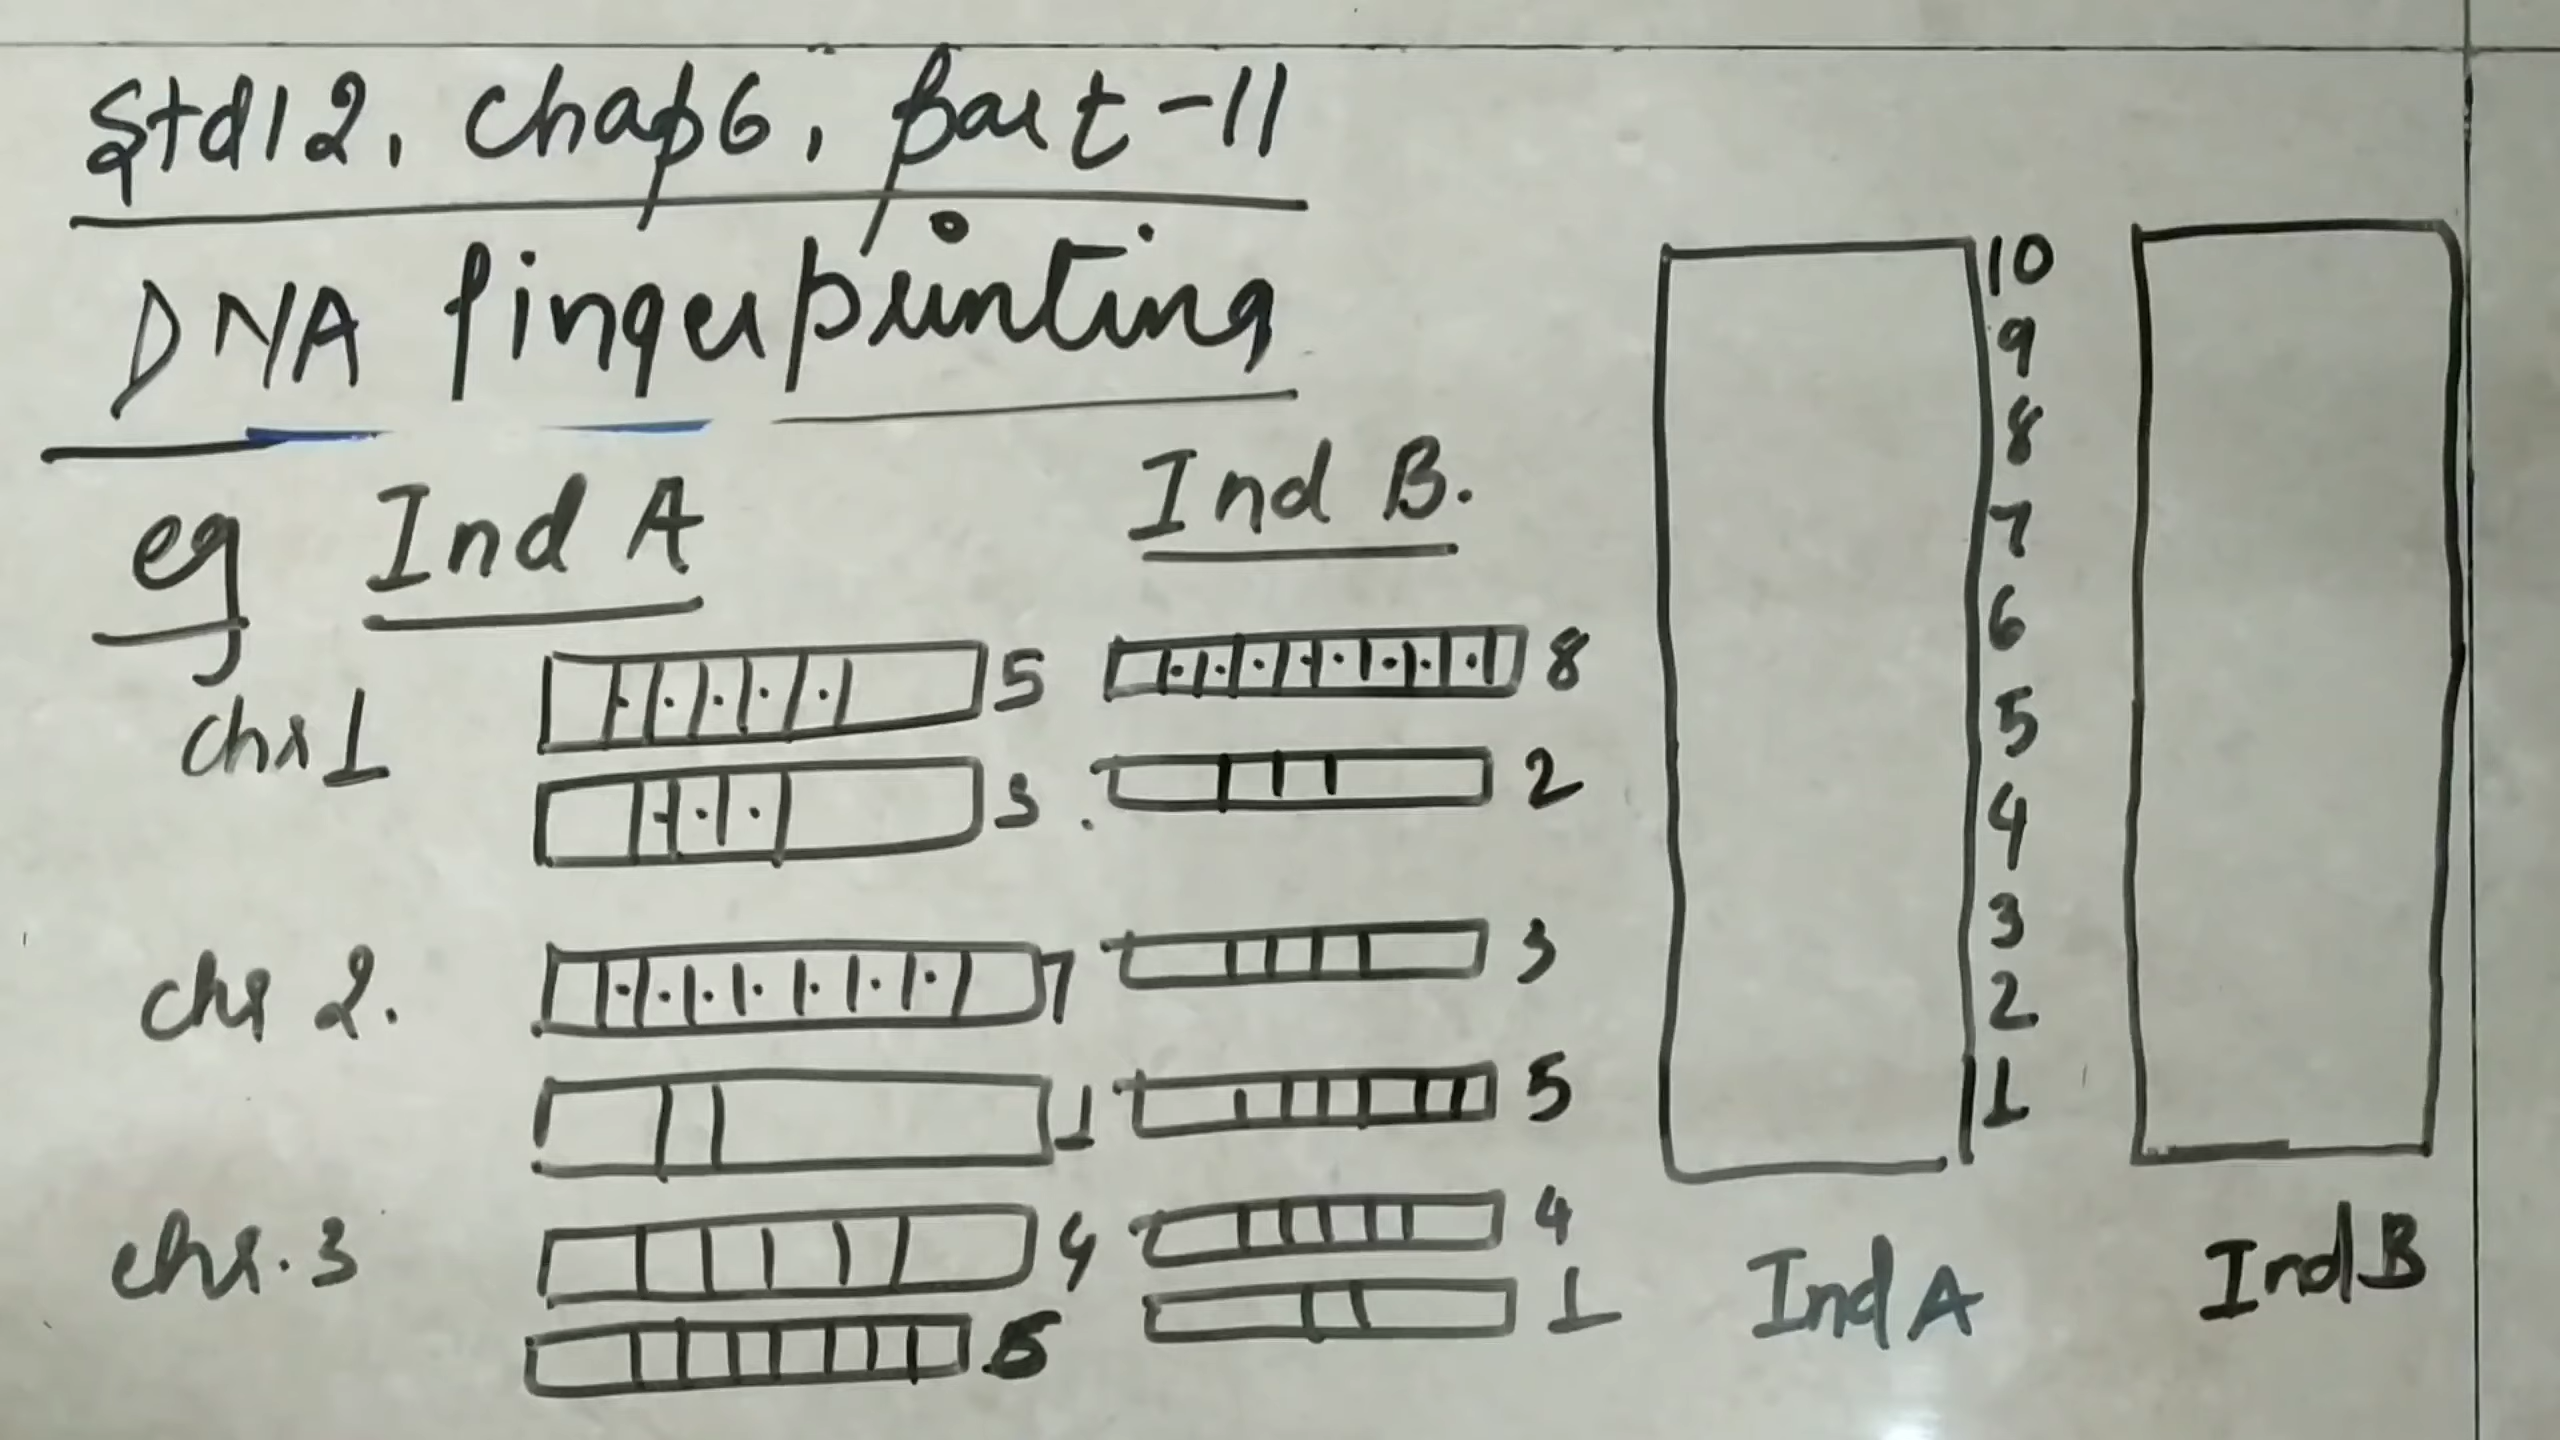 Std12, Chap6, part-11
DNA fingerprinting
eg Ind A
Ind B.
chr 1
5
3
8
2
chr 2.
7
1
3
5
chr. 3
4
4
1
10
9
8
7
6
5
4
3
2
1
Ind A
Ind B